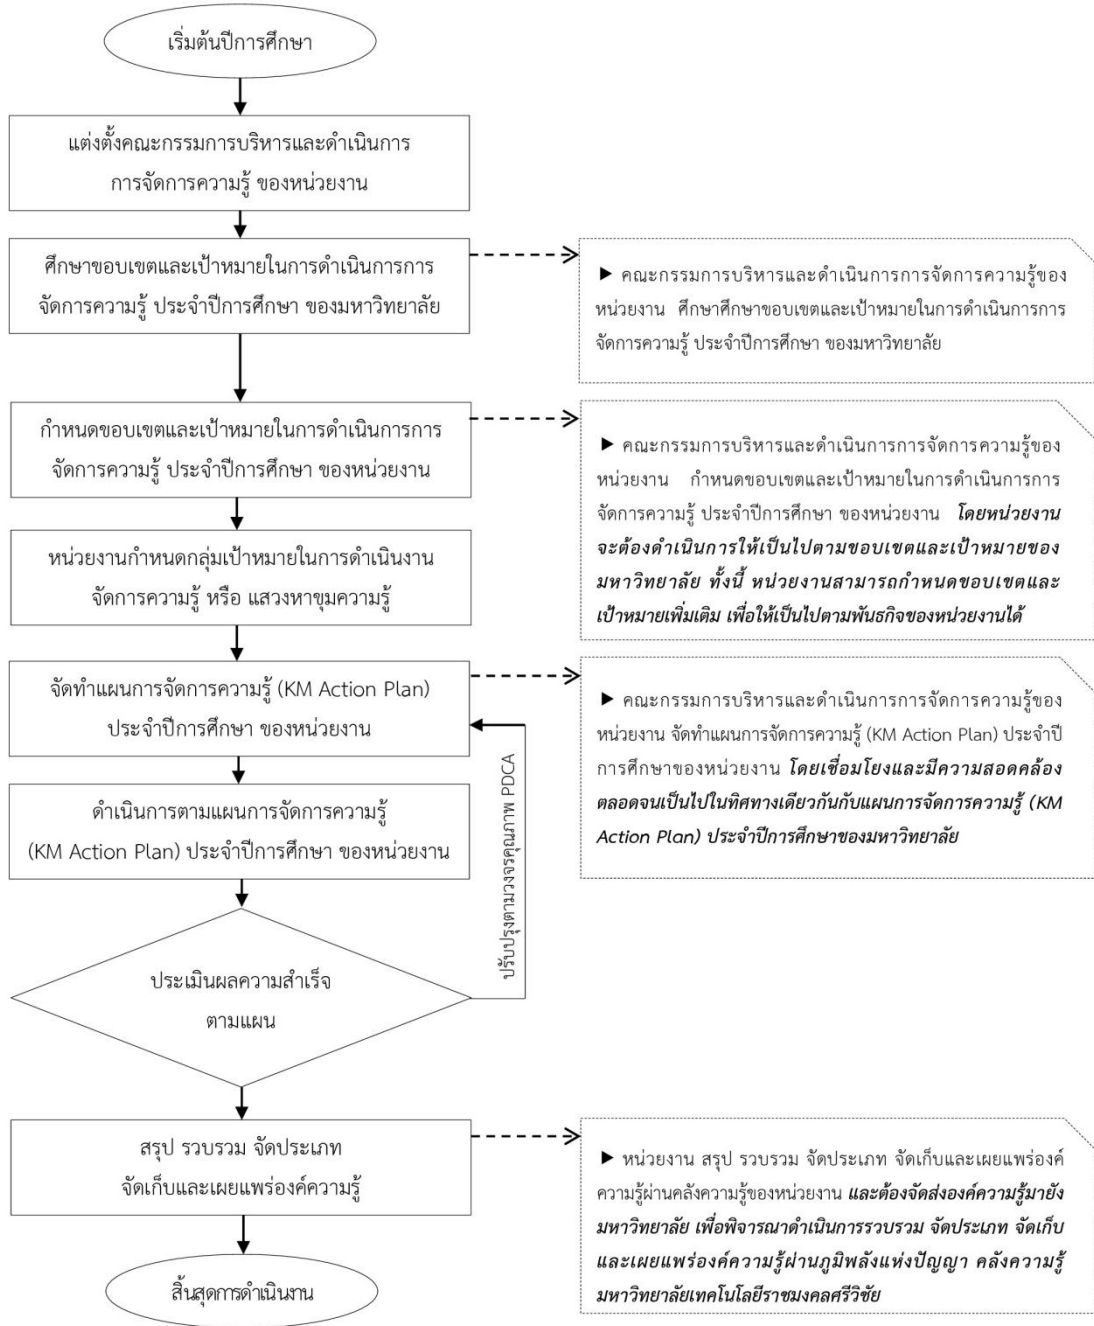 เริ่มต้นปีการศึกษา
แต่งตั้งคณะกรรมการบริหารและดำเนินการ
การจัดการความรู้ ของหน่วยงาน
ศึกษาขอบเขตและเป้าหมายในการดำเนินการการ
จัดการความรู้ ประจำปีการศึกษา ของมหาวิทยาลัย
▶ คณะกรรมการบริหารและดำเนินการการจัดการความรู้ของ
หน่วยงาน ศึกษาศึกษาขอบเขตและเป้าหมายในการดำเนินการการ
จัดการความรู้ ประจำปีการศึกษา ของมหาวิทยาลัย
กำหนดขอบเขตและเป้าหมายในการดำเนินการการ
จัดการความรู้ ประจำปีการศึกษา ของหน่วยงาน
▶ คณะกรรมการบริหารและดำเนินการการจัดการความรู้ของ
หน่วยงาน กำหนดขอบเขตและเป้าหมายในการดำเนินการการ
จัดการความรู้ ประจำปีการศึกษา ของหน่วยงาน โดยหน่วยงาน
จะต้องดำเนินการให้เป็นไปตามขอบเขตและเป้าหมายของ
มหาวิทยาลัย ทั้งนี้ หน่วยงานสามารถกำหนดขอบเขตและ
เป้าหมายเพิ่มเติม เพื่อให้เป็นไปตามพันธกิจของหน่วยงานได้
หน่วยงานกำหนดกลุ่มเป้าหมายในการดำเนินงาน
จัดการความรู้ หรือ แสวงหาขุมความรู้
จัดทำแผนการจัดการความรู้ (KM Action Plan)
ประจำปีการศึกษา ของหน่วยงาน
▶ คณะกรรมการบริหารและดำเนินการการจัดการความรู้ของ
หน่วยงาน จัดทำแผนการจัดการความรู้ (KM Action Plan) ประจำปี
การศึกษาของหน่วยงาน โดยเชื่อมโยงและมีความสอดคล้อง
ตลอดจนเป็นไปในทิศทางเดียวกันกับแผนการจัดการความรู้ (KM
Action Plan) ประจำปีการศึกษาของมหาวิทยาลัย
ดำเนินการตามแผนการจัดการความรู้
(KM Action Plan) ประจำปีการศึกษา ของหน่วยงาน
ปรับปรุงตามวงจรคุณภาพ PDCA
ประเมินผลความสำเร็จ
ตามแผน
สรุป รวบรวม จัดประเภท
จัดเก็บและเผยแพร่องค์ความรู้
▶ หน่วยงาน สรุป รวบรวม จัดประเภท จัดเก็บและเผยแพร่องค์
ความรู้ผ่านคลังความรู้ของหน่วยงาน และต้องจัดส่งองค์ความรู้มายัง
มหาวิทยาลัย เพื่อพิจารณาดำเนินการรวบรวม จัดประเภท จัดเก็บ
และเผยแพร่องค์ความรู้ผ่านภูมิพลังแห่งปัญญา คลังความรู้
มหาวิทยาลัยเทคโนโลยีราชมงคลศรีวิชัย
สิ้นสุดการดำเนินงาน